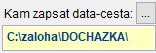 Kam zapsat data-cesta: ...
C:\zaloha\DOCHAZKA\